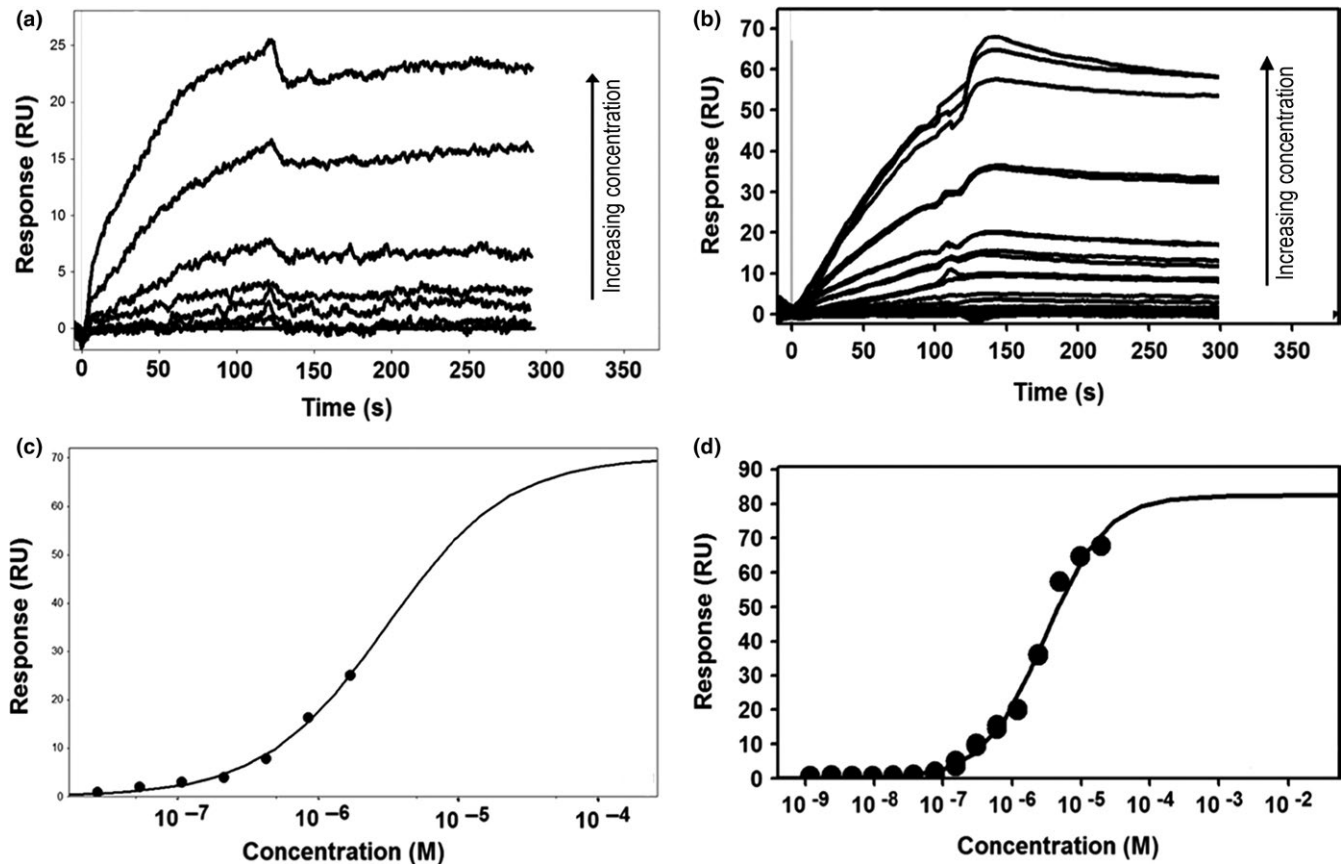 (a)
25
20
15
10
5
0
Response (RU)
0 50 100 150 200 250 300 350
Time (s)
Increasing concentration
(b)
70
60
50
40
30
20
10
0
Response (RU)
0 100 150 200 300 350
Time (s)
Increasing concentration
(c)
70
60
50
40
30
20
10
0
Response (RU)
10⁻⁷ 10⁻⁶ 10⁻⁵ 10⁻⁴
Concentration (M)
(d)
90
80
70
60
50
40
30
20
10
0
Response (RU)
10⁻⁹ 10⁻⁸ 10⁻⁷ 10⁻⁶ 10⁻⁵ 10⁻⁴ 10⁻³ 10⁻²
Concentration (M)